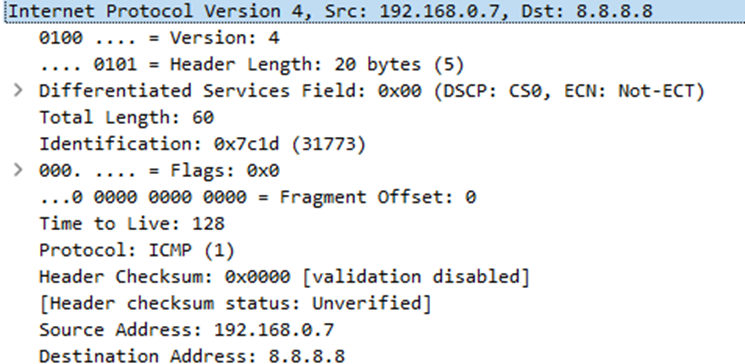 Internet Protocol Version 4, Src: 192.168.0.7, Dst: 8.8.8.8
0100 .... = Version: 4
.... 0101 = Header Length: 20 bytes (5)
> Differentiated Services Field: 0x00 (DSCP: CS0, ECN: Not-ECT)
Total Length: 60
Identification: 0x7c1d (31773)
> 000. .... = Flags: 0x0
...0 0000 0000 0000 = Fragment Offset: 0
Time to Live: 128
Protocol: ICMP (1)
Header Checksum: 0x0000 [validation disabled]
[Header checksum status: Unverified]
Source Address: 192.168.0.7
Destination Address: 8.8.8.8